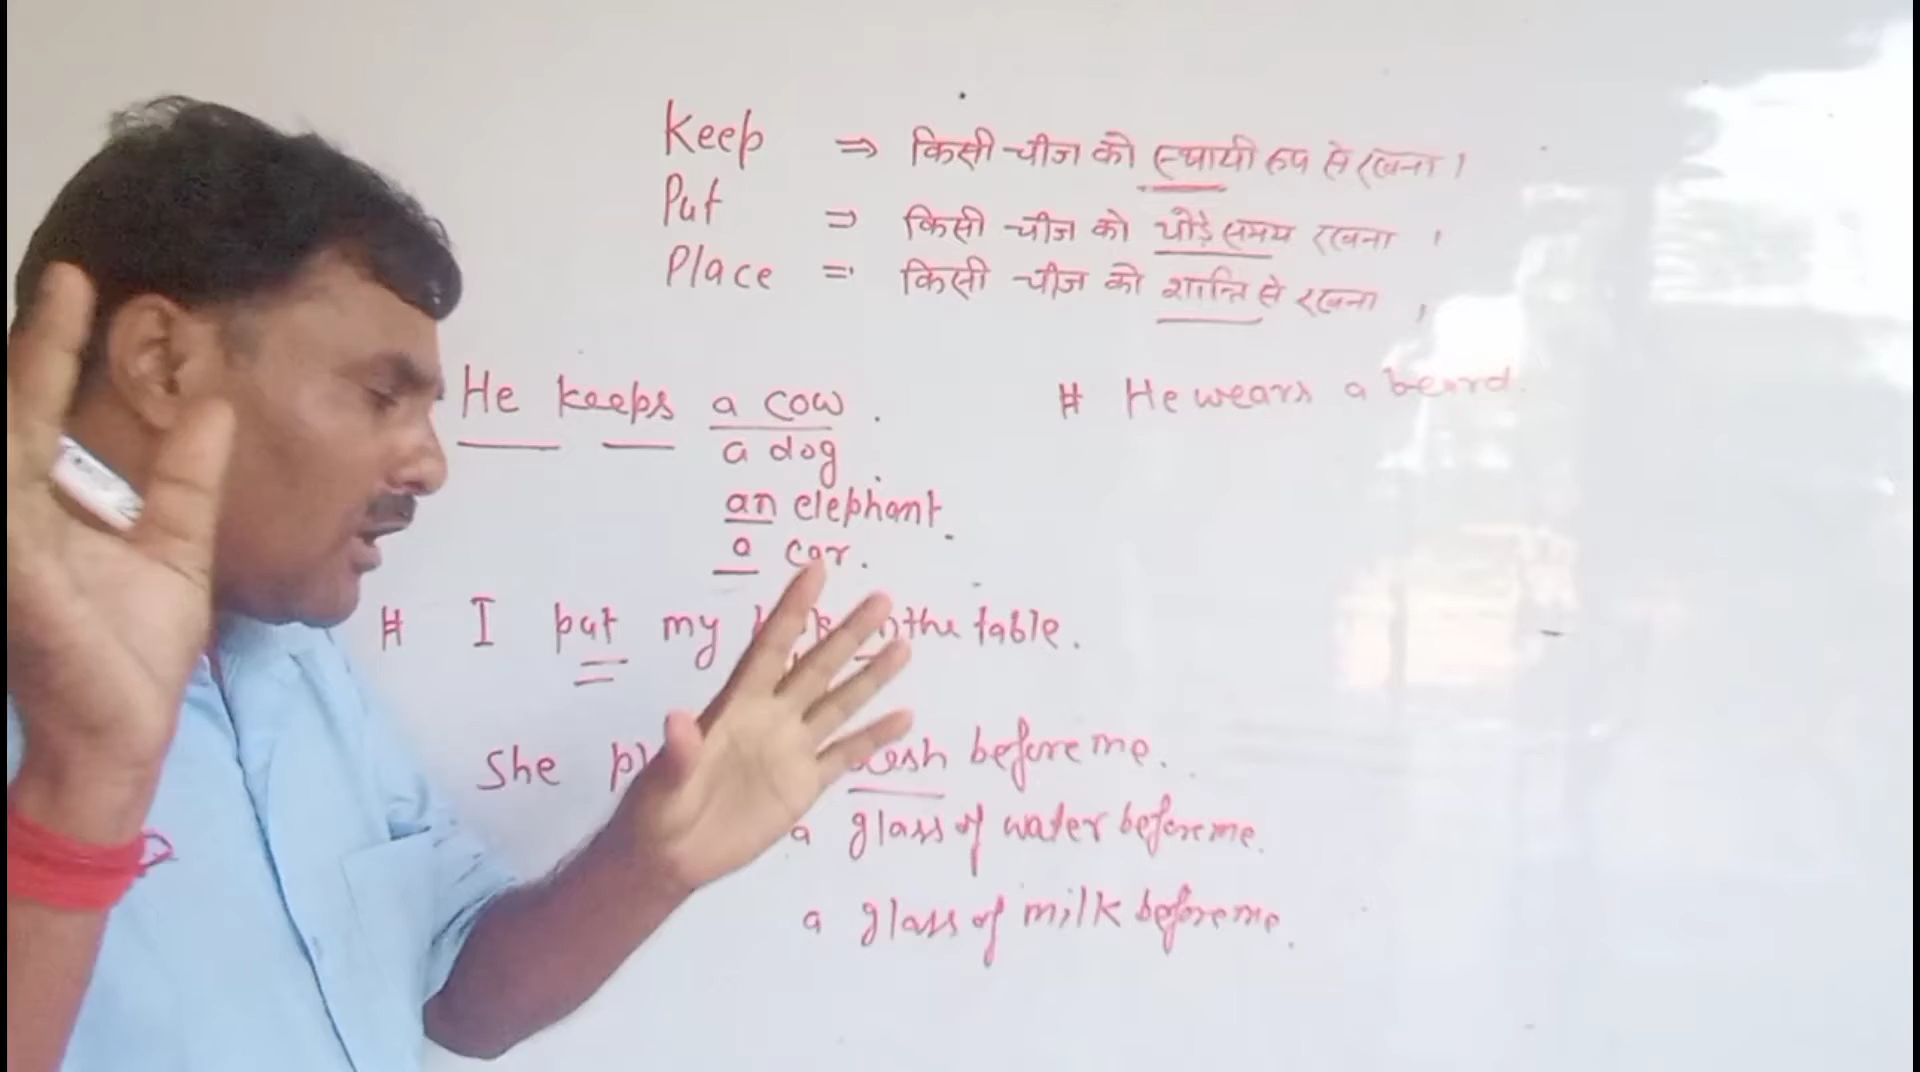 Keep ⇒ किसी चीज को स्थायी रुप से रखना।
Put ⇒ किसी चीज को थोड़े समय रखना।
Place = किसी चीज को शान्ति से रखना,
He keeps a cow.
# He wears a beard.
a dog.
an elephant.
a car.
# I put my the table.
She before me.
a glass of water before me.
a glass of milk before me.